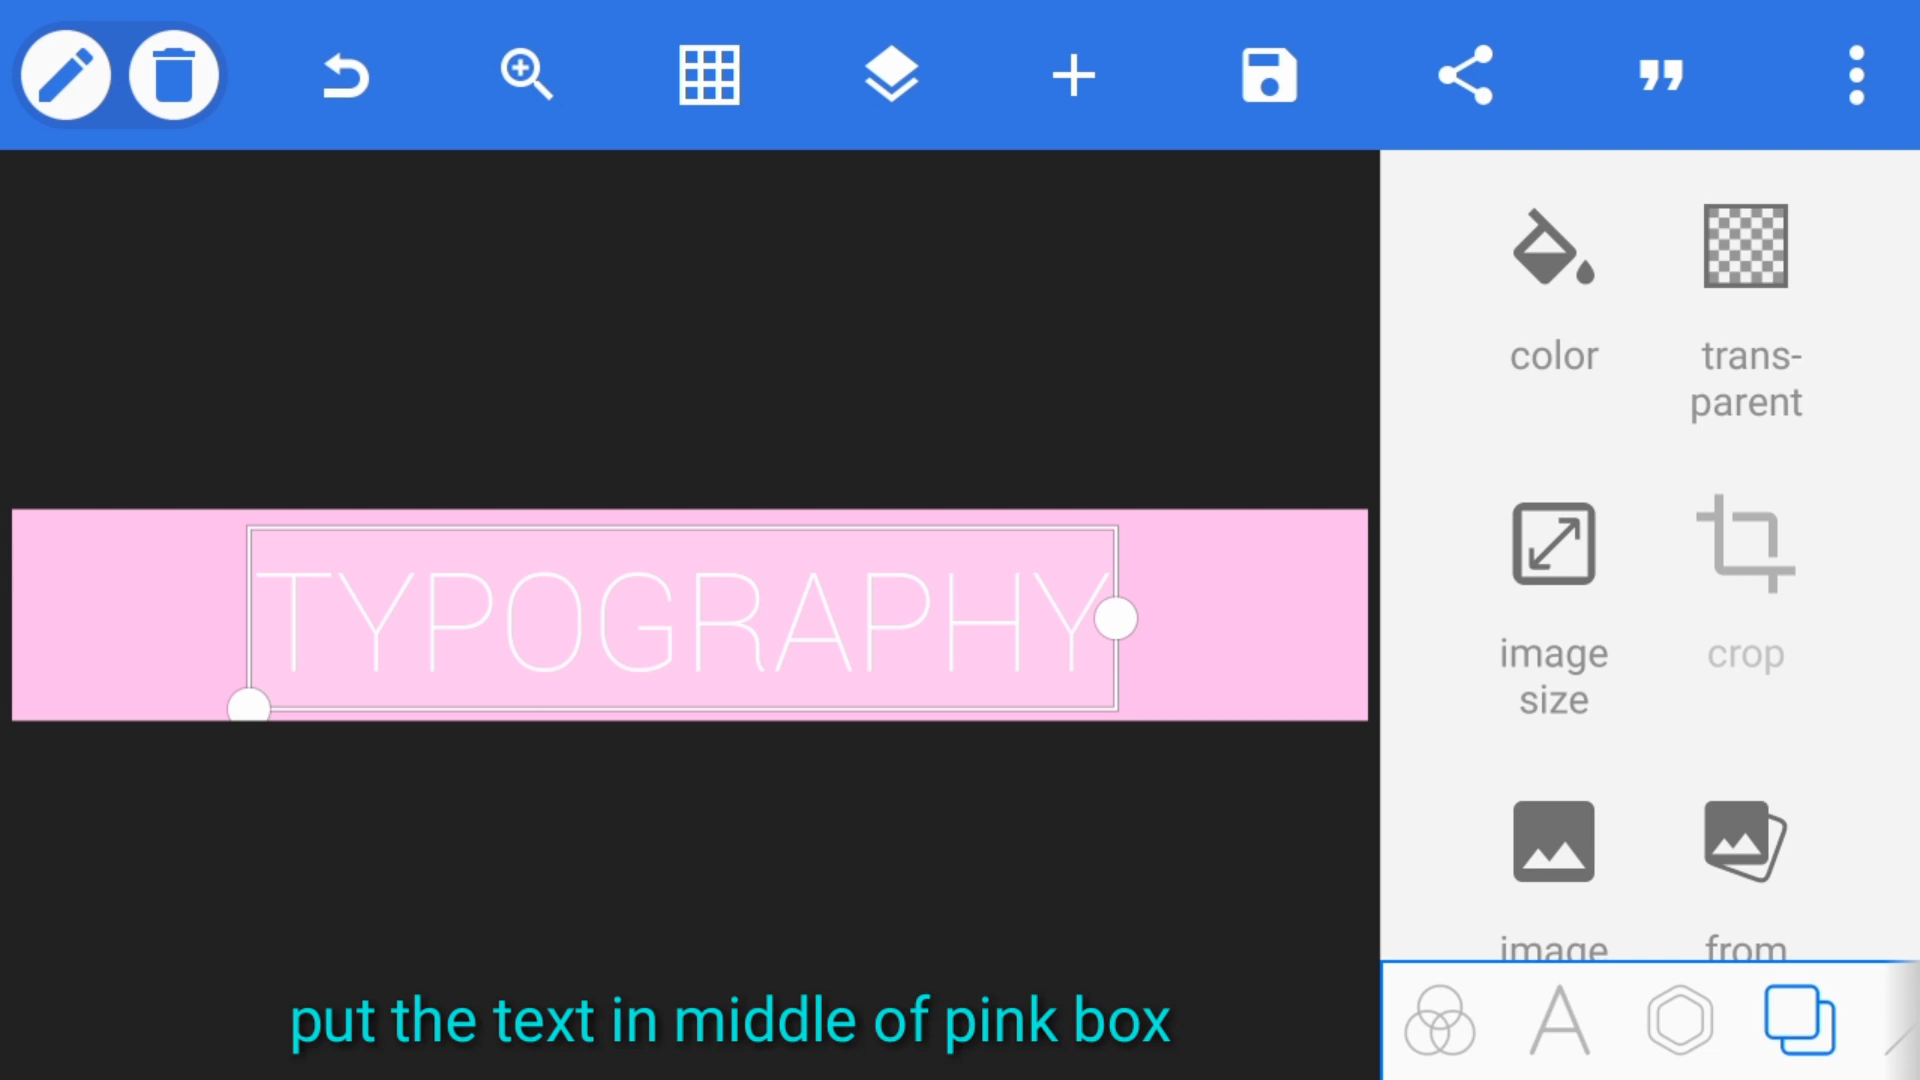 color
trans-
parent
TYPOGRAPHY
image
size
crop
image
from
put the text in middle of pink box